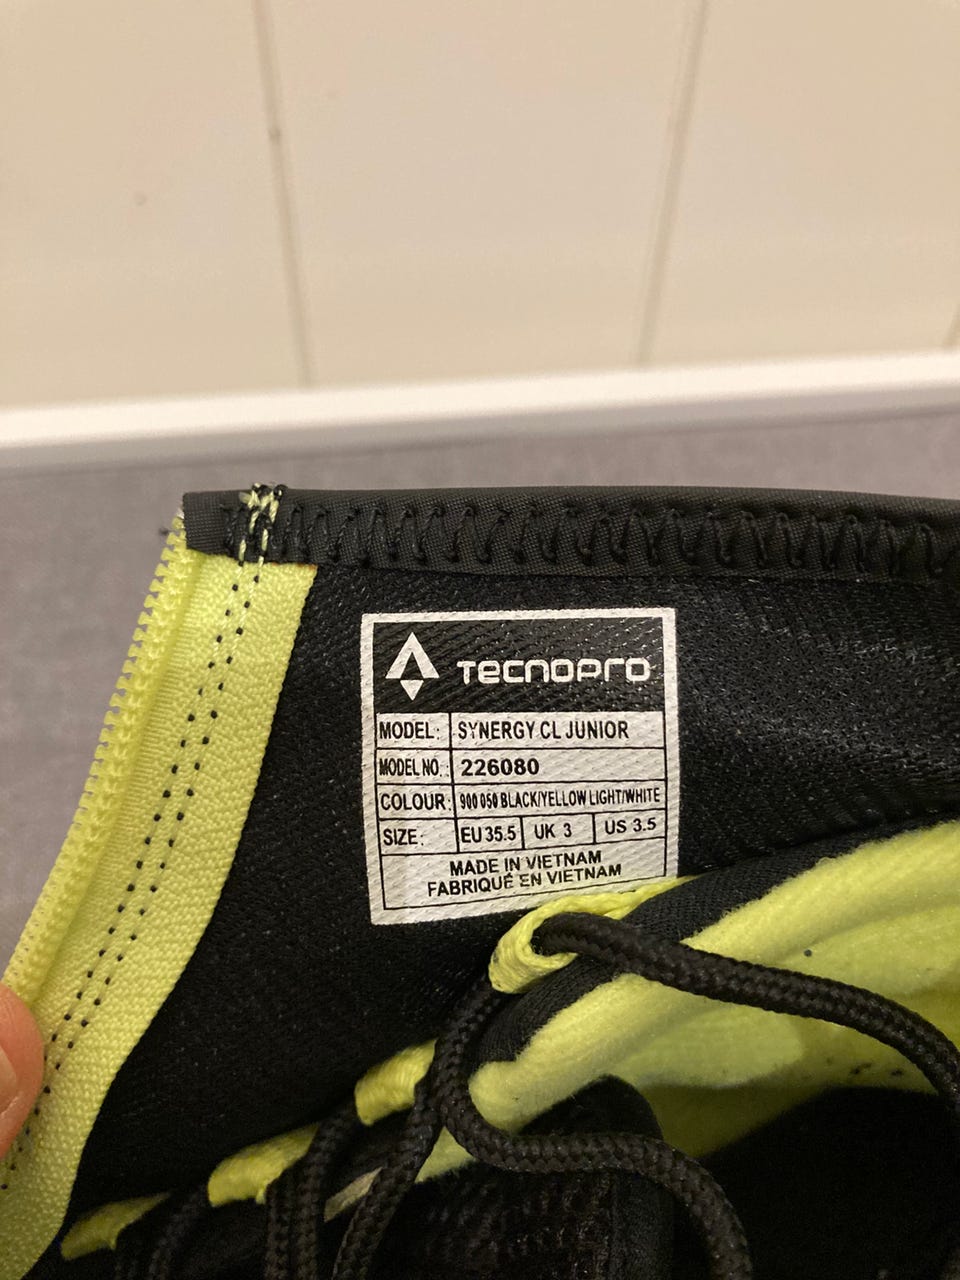 TECNOPRO
MODEL: SYNERGY CL JUNIOR
MODEL NO.: 226080
COLOUR: 900 050 BLACK/YELLOW LIGHT/WHITE
SIZE: EU 35.5 UK 3 US 3.5
MADE IN VIETNAM
FABRIQUÉ EN VIETNAM